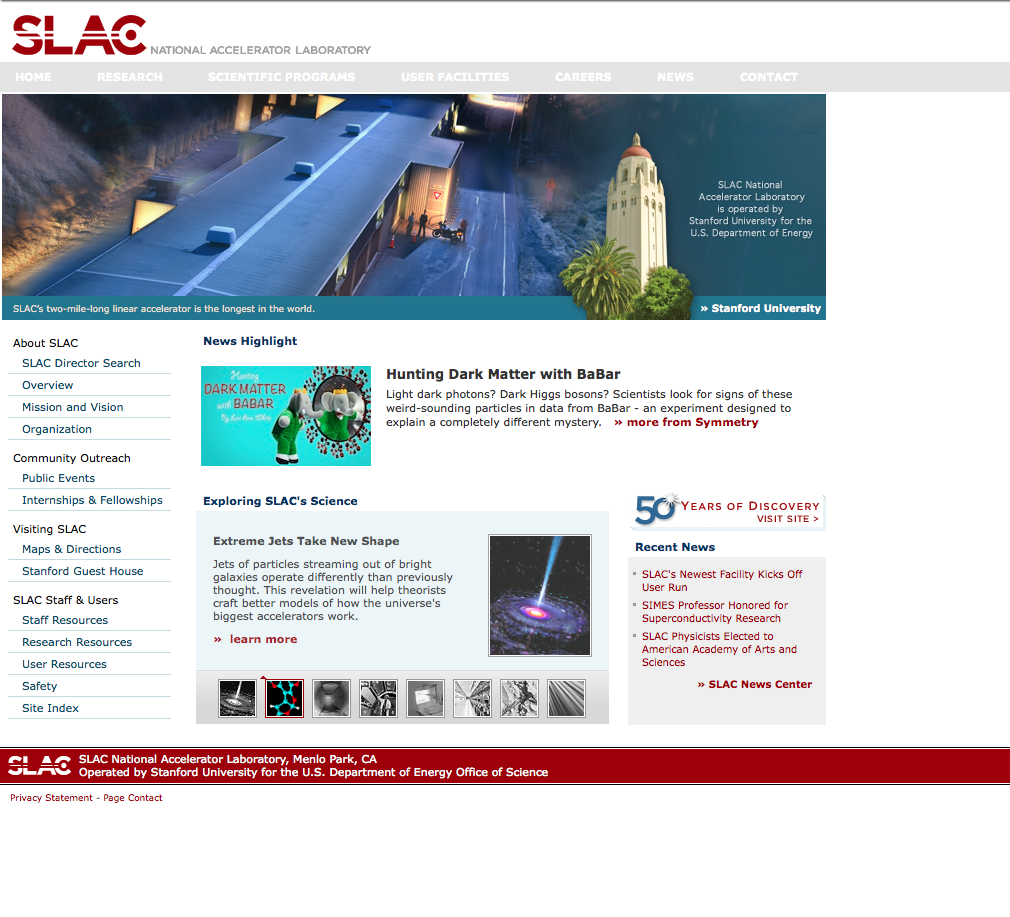 SLAC NATIONAL ACCELERATOR LABORATORY
HOME RESEARCH SCIENTIFIC PROGRAMS USER FACILITIES CAREERS NEWS CONTACT
SLAC National
Accelerator Laboratory
is operated by
Stanford University for the
U.S. Department of Energy
SLAC's two-mile-long linear accelerator is the longest in the world.
» Stanford University
About SLAC
SLAC Director Search
Overview
Mission and Vision
Organization
Community Outreach
Public Events
Internships & Fellowships
Visiting SLAC
Maps & Directions
Stanford Guest House
SLAC Staff & Users
Staff Resources
Research Resources
User Resources
Safety
Site Index
News Highlight
Hunting
DARK MATTER
with BABAR
By Lori Ann White
Hunting Dark Matter with BaBar
Light dark photons? Dark Higgs bosons? Scientists look for signs of these
weird-sounding particles in data from BaBar - an experiment designed to
explain a completely different mystery. » more from Symmetry
Exploring SLAC's Science
Extreme Jets Take New Shape
Jets of particles streaming out of bright
galaxies operate differently than previously
thought. This revelation will help theorists
craft better models of how the universe's
biggest accelerators work.
» learn more
50 YEARS OF DISCOVERY
VISIT SITE >
Recent News
SLAC's Newest Facility Kicks Off
User Run
SIMES Professor Honored for
Superconductivity Research
SLAC Physicists Elected to
American Academy of Arts and
Sciences
» SLAC News Center
SLAC
SLAC National Accelerator Laboratory, Menlo Park, CA
Operated by Stanford University for the U.S. Department of Energy Office of Science
Privacy Statement - Page Contact